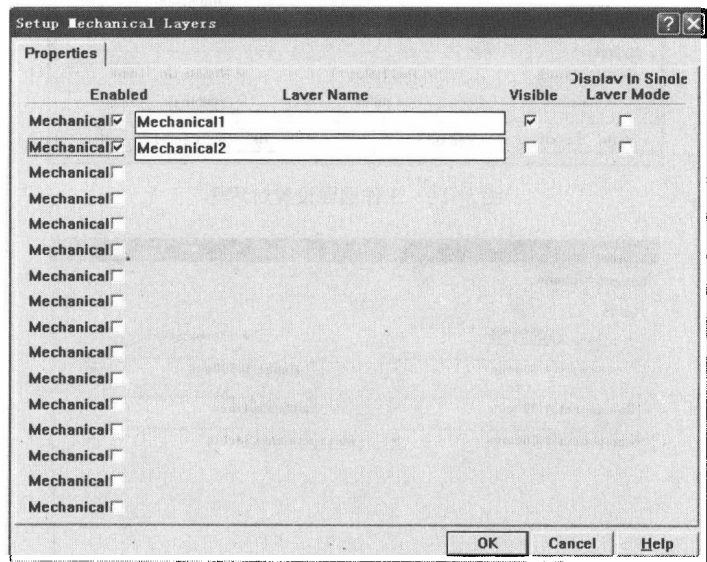 Setup Mechanical Layers
Properties
Enabled Layer Name Visible Display In Single
Layer Mode
Mechanical Mechanical1
Mechanical Mechanical2
Mechanical
Mechanical
Mechanical
Mechanical
Mechanical
Mechanical
Mechanical
Mechanical
Mechanical
Mechanical
Mechanical
Mechanical
Mechanical
Mechanical
OK Cancel Help